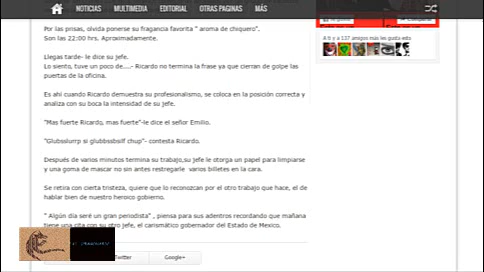 NOTICIAS MULTIMEDIA EDITORIAL OTRAS PAGINAS MÁS
Por las prisas, olvida ponerse su fragancia favorita " aroma de chiquero".
A ti y a 137 amigos más les gusta esto
Son las 22:00 hrs. Aproximadamente.
Llegas tarde- le dice su jefe.
Lo siento, tuve un poco de....- Ricardo no termina la frase ya que cierran de golpe las
puertas de la oficina.
Es ahí cuando Ricardo demuestra su profesionalismo, se coloca en la posición correcta y
analiza con su boca la intensidad de su jefe.
"Mas fuerte Ricardo, mas fuerte"-le dice el señor Emilio.
"Glubsslurrp si glubbssbsilf chup"- contesta Ricardo.
Después de varios minutos termina su trabajo,su jefe le otorga un papel para limpiarse
y una goma de mascar no sin antes restregarle varios billetes en la cara.
Se retira con cierta tristeza, quiere que lo reconozcan por el otro trabajo que hace, el de
hablar bien de nuestro heroico gobierno.
" Algún día seré un gran periodista" , piensa para sus adentros recordando que mañana
tiene una cita con su otro jefe, el carismático gobernador del Estado de Mexico.
Twitter Google+